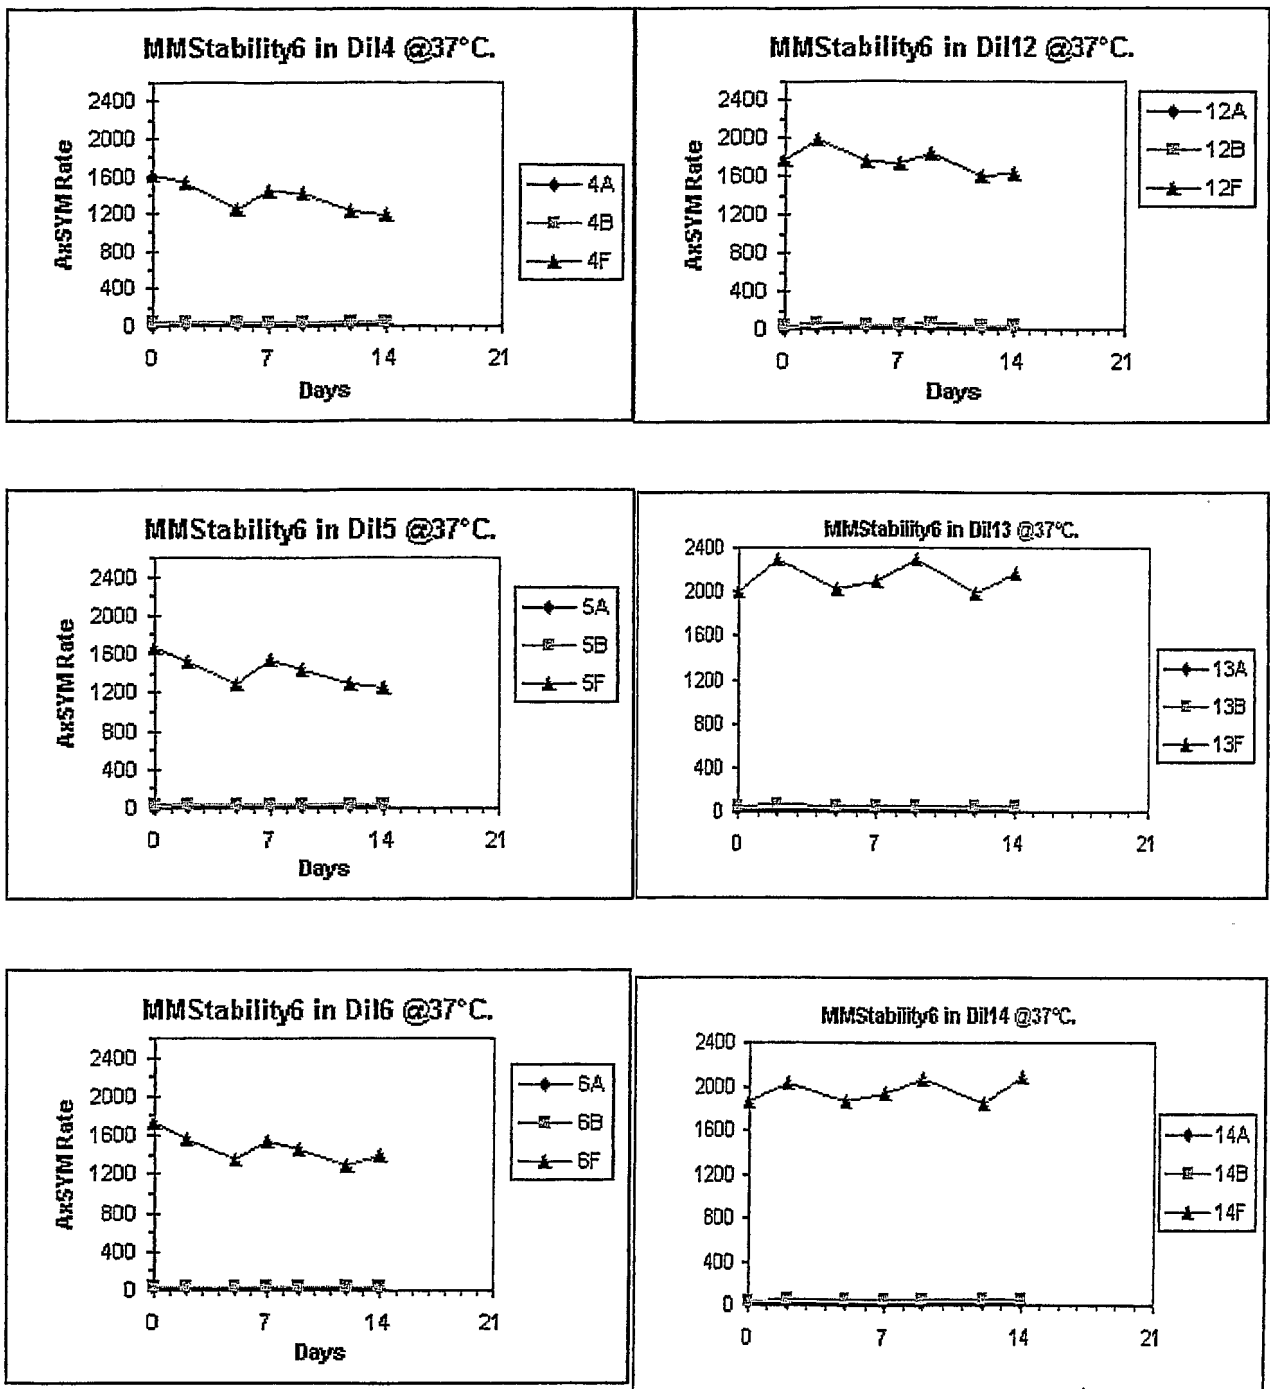 MMStability6 in Dil4 @37°C.
AxSYM Rate
2400
2000
1600
1200
800
400
0
0 7 14 21
Days
4A
4B
4F
MMStability6 in Dil12 @37°C.
AxSYM Rate
2400
2000
1600
1200
800
400
0
0 7 14 21
Days
12A
12B
12F
MMStability6 in Dil5 @37°C.
AxSYM Rate
2400
2000
1600
1200
800
400
0
0 7 14 21
Days
5A
5B
5F
MMStability6 in Dil13 @37°C.
2400
2000
1600
1200
800
400
0
0 7 14 21
13A
13B
13F
MMStability6 in Dil6 @37°C.
AxSYM Rate
2400
2000
1600
1200
800
400
0
0 7 14 21
Days
6A
6B
6F
MMStability6 in Dil14 @37°C.
2400
2000
1600
1200
800
400
0
0 7 14 21
14A
14B
14F